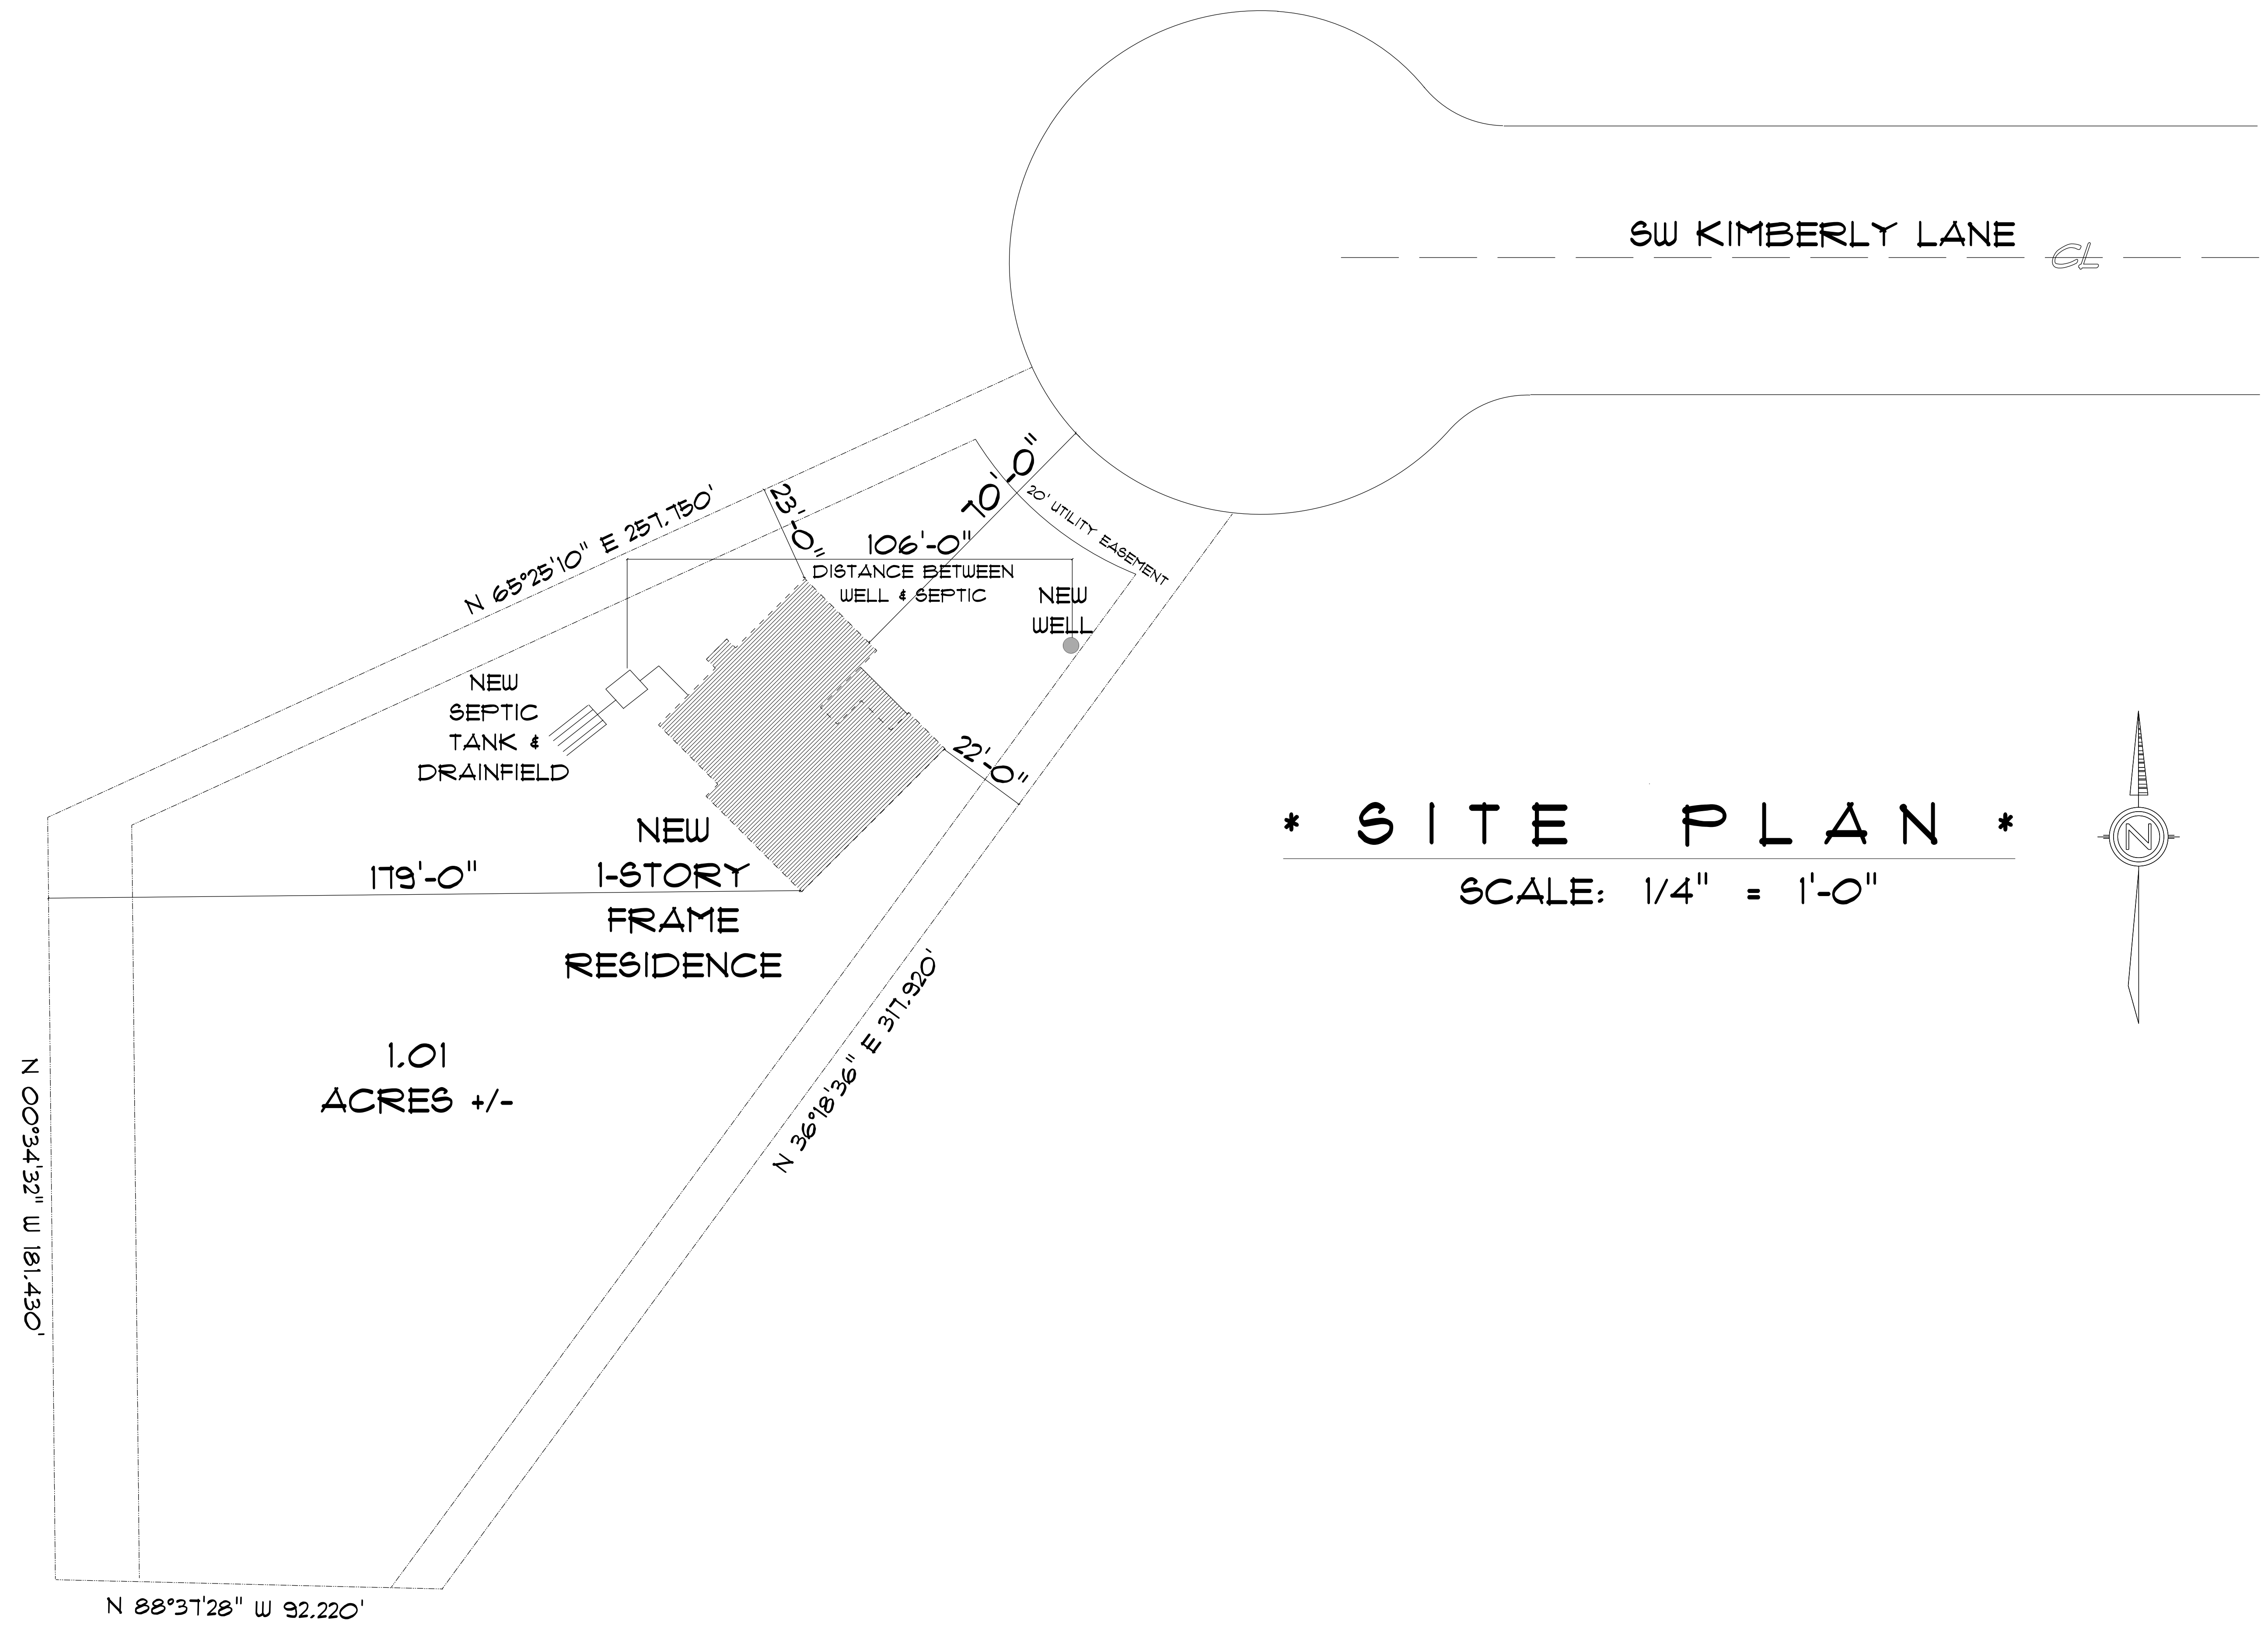 SW KIMBERLY LANE
CL
N 65°25'10" E 257.750'
23'-0"
70'-0"
20' UTILITY EASEMENT
106'-0"
DISTANCE BETWEEN
WELL & SEPTIC
NEW
WELL
NEW
SEPTIC
TANK &
DRAINFIELD
22'-0"
NEW
1-STORY
FRAME
RESIDENCE
179'-0"
* SITE PLAN *
SCALE: 1/4" = 1'-0"
N
1.01
ACRES +/-
N 36°18'36" E 317.920'
N 00°34'32" W 181.430'
N 88°37'28" W 92.220'